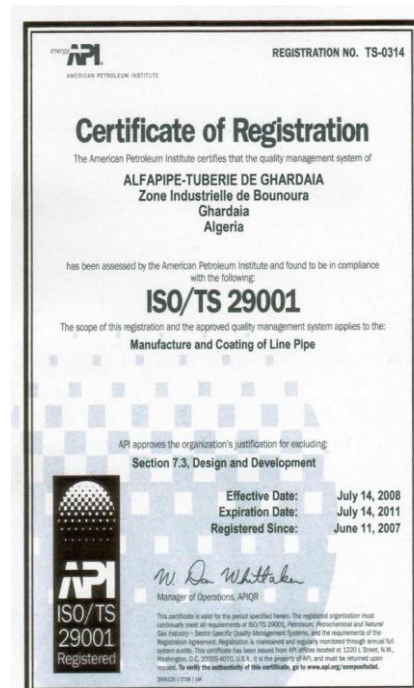 energy API
REGISTRATION NO. TS-0314
AMERICAN PETROLEUM INSTITUTE
Certificate of Registration
The American Petroleum Institute certifies that the quality management system of
ALFAPIPE-TUBERIE DE GHARDAIA
Zone Industrielle de Bounoura
Ghardaia
Algeria
has been assessed by the American Petroleum Institute and found to be in compliance
with the following:
ISO/TS 29001
The scope of this registration and the approved quality management system applies to the:
Manufacture and Coating of Line Pipe
API approves the organization's justification for excluding:
Section 7.3, Design and Development
Effective Date: July 14, 2008
Expiration Date: July 14, 2011
Registered Since: June 11, 2007
W. Don Whittaker
Manager of Operations, APIQR
API
ISO/TS
29001
Registered
This certificate is valid for the period specified herein. The registered organization must
continually meet all requirements of ISO/TS 29001, Petroleum, Petrochemical and Natural
Gas Industry – Sector Specific Quality Management Systems, and the requirements of the
Registration Agreement. Registration is maintained and regularly monitored through annual full
system audits. This certificate has been issued from API offices located at 1220 L Street, N.W.,
Washington, D.C. 20005-4070, U.S.A., it is the property of API, and must be returned upon
request. To verify the authenticity of this certificate, go to www.api.org/compositelist.